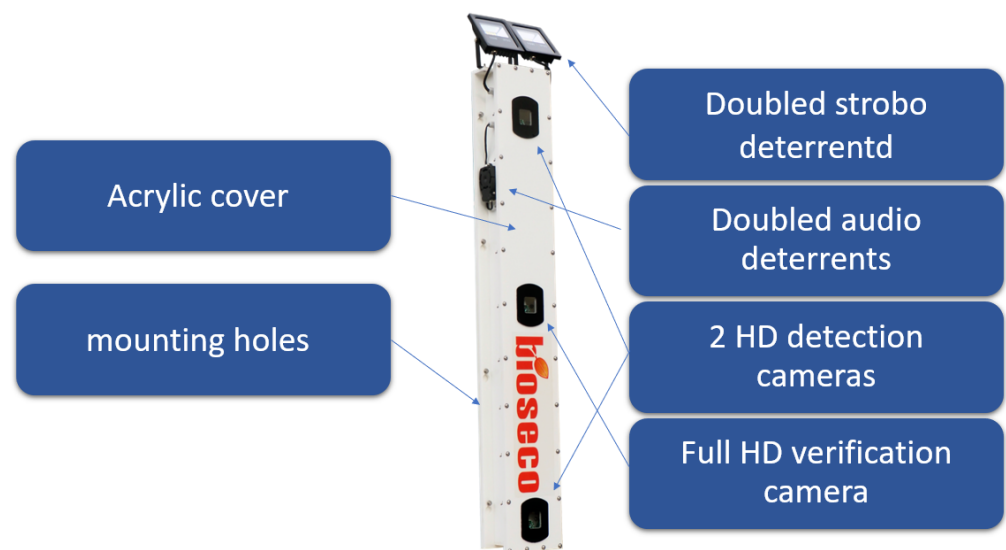 Acrylic cover
mounting holes
bioseco
Doubled strobo
deterrentd
Doubled audio
deterrents
2 HD detection
cameras
Full HD verification
camera